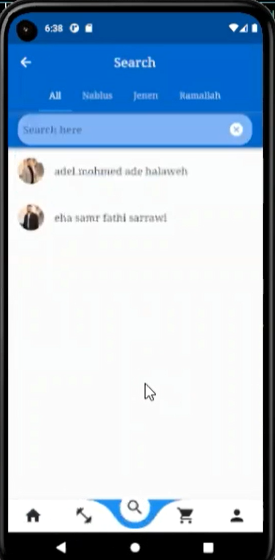 6:38
Search
All Nablus Jenen Ramallah
Search here
adel mohmed ade halaweh
eha samr fathi sarrawi